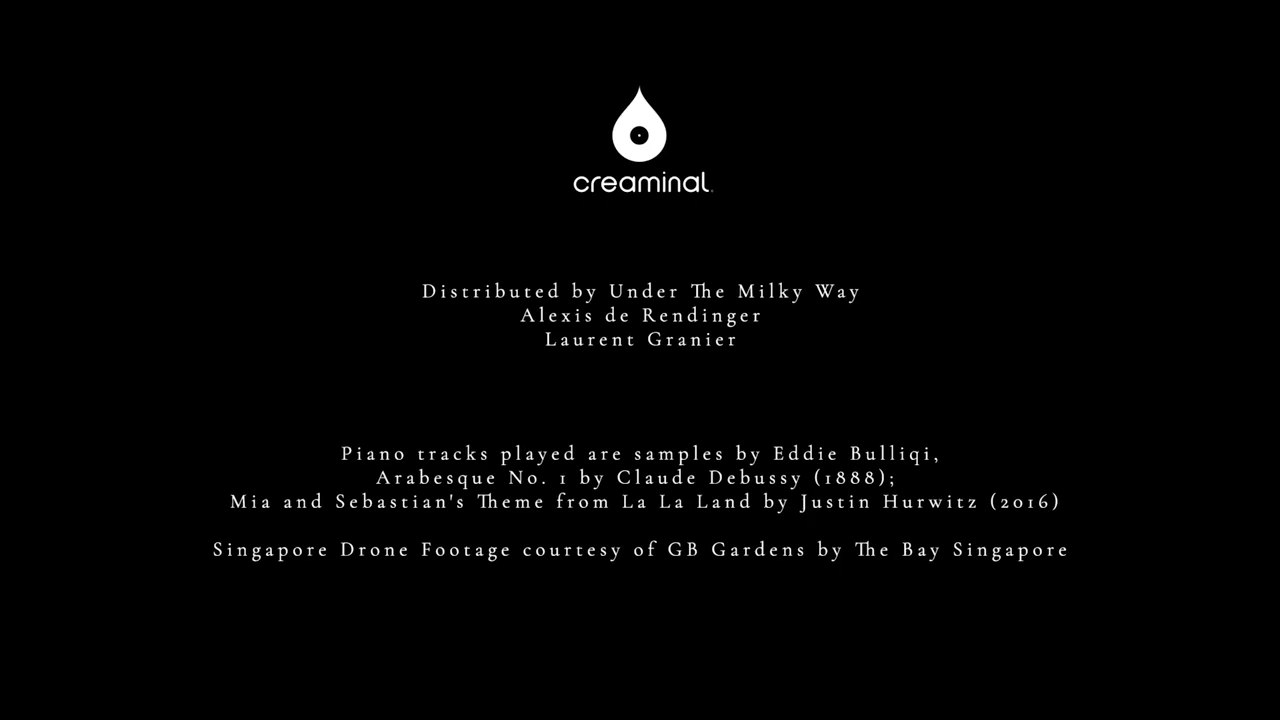 creaminal.
Distributed by Under The Milky Way
Alexis de Rendinger
Laurent Granier
Piano tracks played are samples by Eddie Bulliqi,
Arabesque No. 1 by Claude Debussy (1888);
Mia and Sebastian's Theme from La La Land by Justin Hurwitz (2016)
Singapore Drone Footage courtesy of GB Gardens by The Bay Singapore